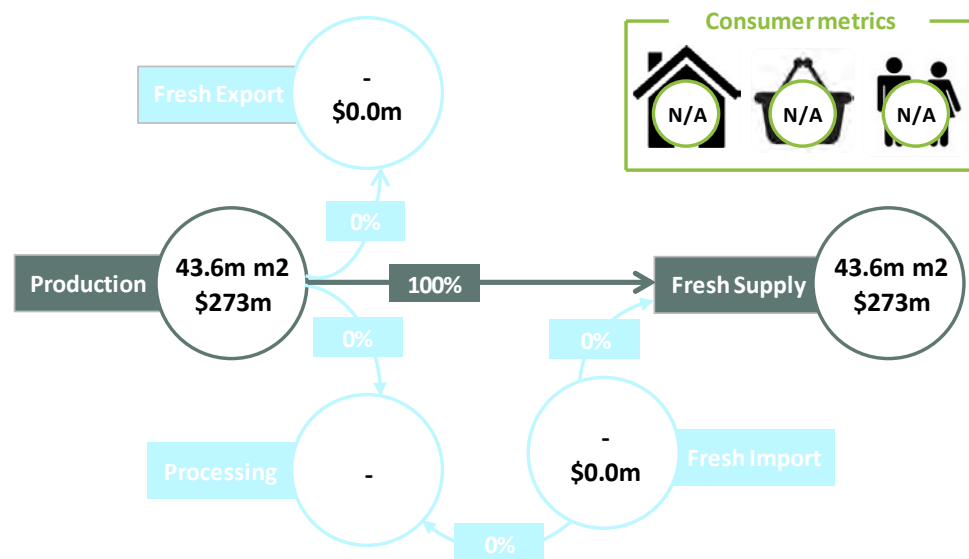 Consumer metrics
N/A
N/A
N/A
Fresh Export
-
$0.0m
0%
Production
43.6m m2
$273m
100%
Fresh Supply
43.6m m2
$273m
0%
0%
Processing
-
-
$0.0m
Fresh Import
0%